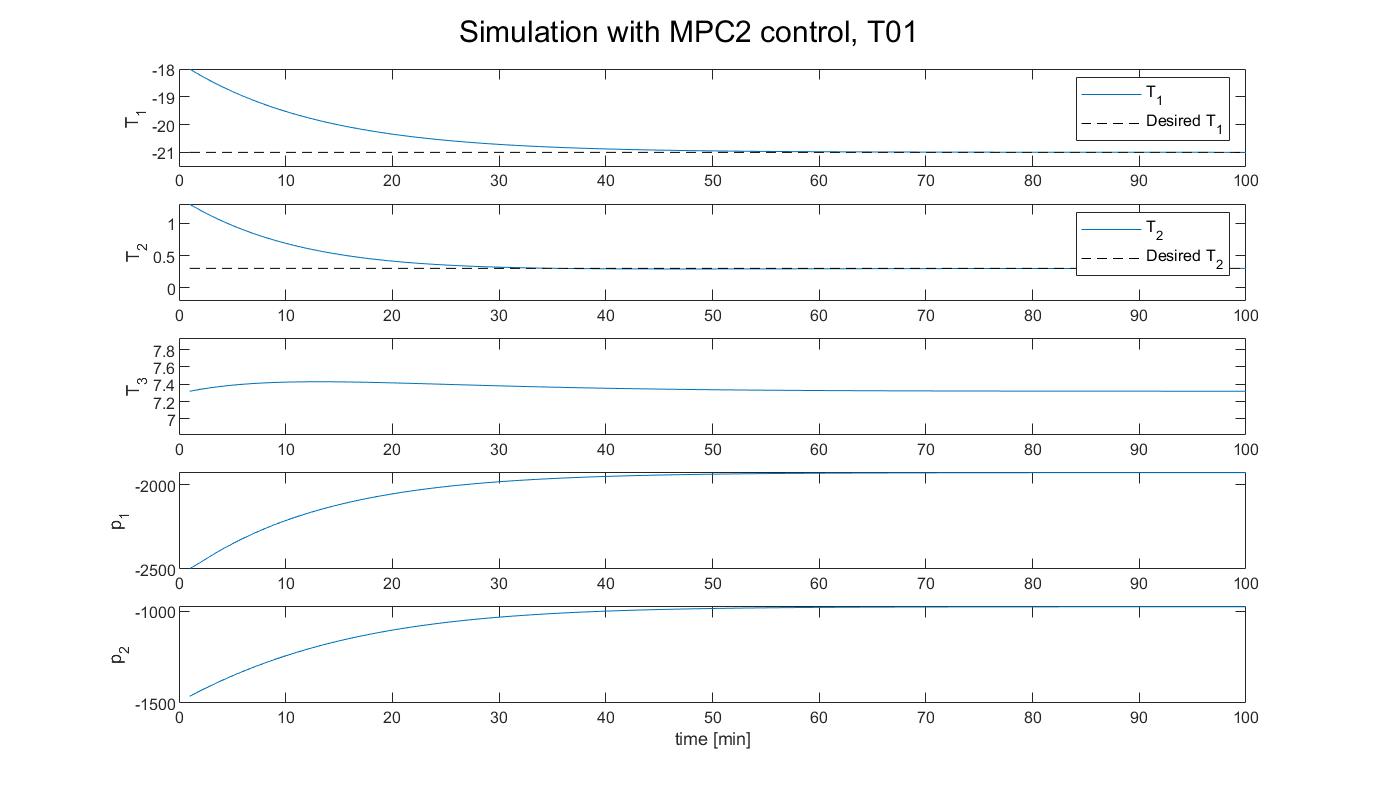 Simulation with MPC2 control, T01
-18
-19
-20
-21
T1
T1
Desired T1
0 10 20 30 40 50 60 70 80 90 100
1
0.5
0
T2
T2
Desired T2
0 10 20 30 40 50 60 70 80 90 100
7.8
7.6
7.4
7.2
7
T3
0 10 20 30 40 50 60 70 80 90 100
-2000
-2500
p1
0 10 20 30 40 50 60 70 80 90 100
-1000
-1500
p2
0 10 20 30 40 50 60 70 80 90 100
time [min]